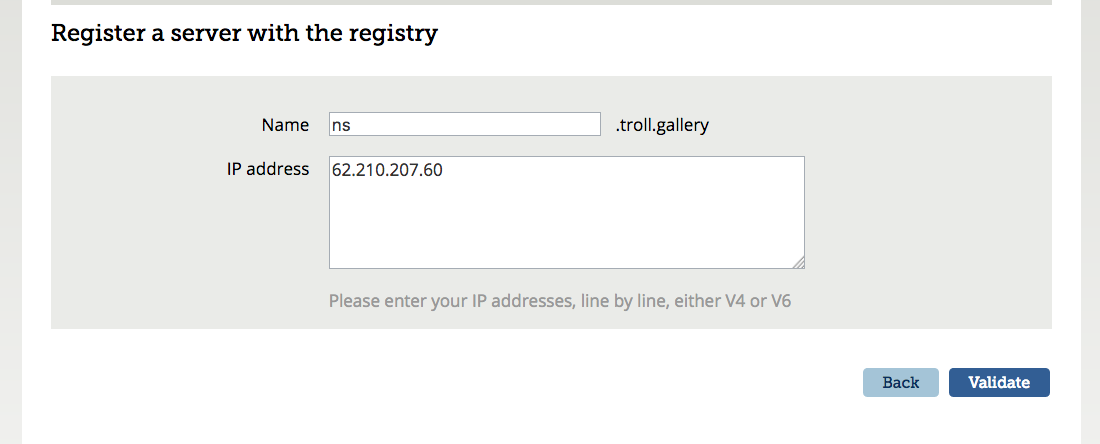 Register a server with the registry
Name ns .troll.gallery
IP address 62.210.207.60
Please enter your IP addresses, line by line, either V4 or V6
Back Validate